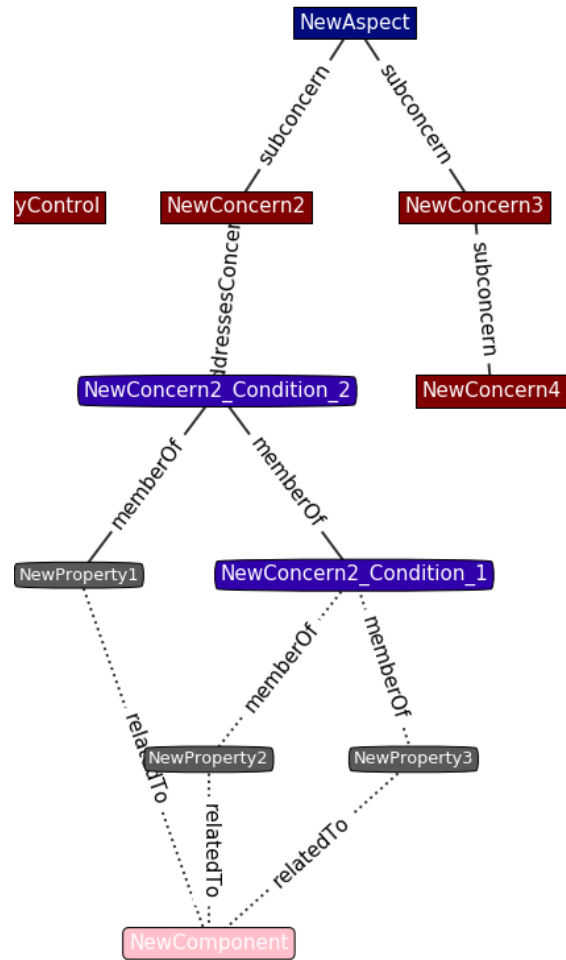 NewAspect
subconcern
subconcern
yControl
NewConcern2
NewConcern3
ddressesConcer
subconcern
NewConcern2_Condition_2
NewConcern4
memberOf
memberOf
NewProperty1
NewConcern2_Condition_1
memberOf
memberOf
relatedTo
NewProperty2
NewProperty3
relatedTo
relatedTo
NewComponent